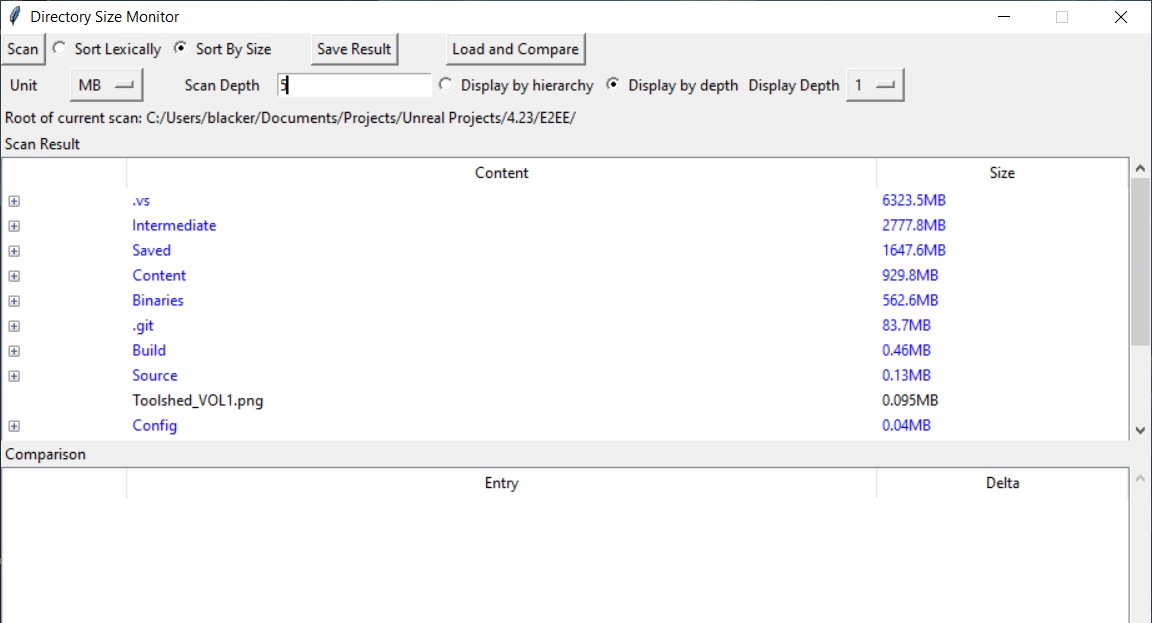 Directory Size Monitor
Scan Sort Lexically Sort By Size Save Result Load and Compare
Unit MB Scan Depth 5 Display by hierarchy Display by depth Display Depth 1
Root of current scan: C:/Users/blacker/Documents/Projects/Unreal Projects/4.23/E2EE/
Scan Result
Content Size
.vs 6323.5MB
Intermediate 2777.8MB
Saved 1647.6MB
Content 929.8MB
Binaries 562.6MB
.git 83.7MB
Build 0.46MB
Source 0.13MB
Toolshed_VOL1.png 0.095MB
Config 0.04MB
Comparison
Entry Delta